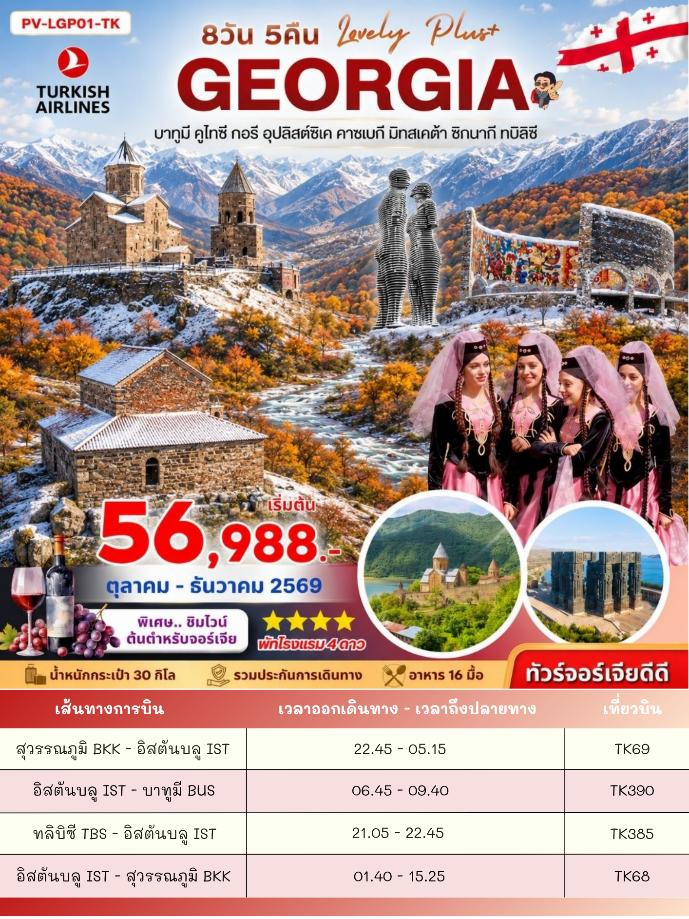 PV-LGP01-TK
TURKISH
AIRLINES
8วัน 5คืน Lovely Plus+
GEORGIA
บาทูมี คูไทซี กอรี อุปลิสต์ชิเค คาซเบกี มิทสเคต้า ซิกนากี ทบิลิซี
เริ่มต้น
56,988.-
ตุลาคม - ธันวาคม 2569
พิเศษ.. ชิมไวน์
ต้นตำหรับจอร์เจีย
พักโรงแรม 4 ดาว
น้ำหนักกระเป๋า 30 กิโล
รวมประกันการเดินทาง
อาหาร 16 มื้อ
ทัวร์จอร์เจียดีดี
เส้นทางการบิน เวลาออกเดินทาง - เวลาถึงปลายทาง เที่ยวบิน
สุวรรณภูมิ BKK - อิสตันบลู IST 22.45 - 05.15 TK69
อิสตันบลู IST - บาทูมี BUS 06.45 - 09.40 TK390
ทลิบิซี TBS - อิสตันบลู IST 21.05 - 22.45 TK385
อิสตันบลู IST - สุวรรณภูมิ BKK 01.40 - 15.25 TK68